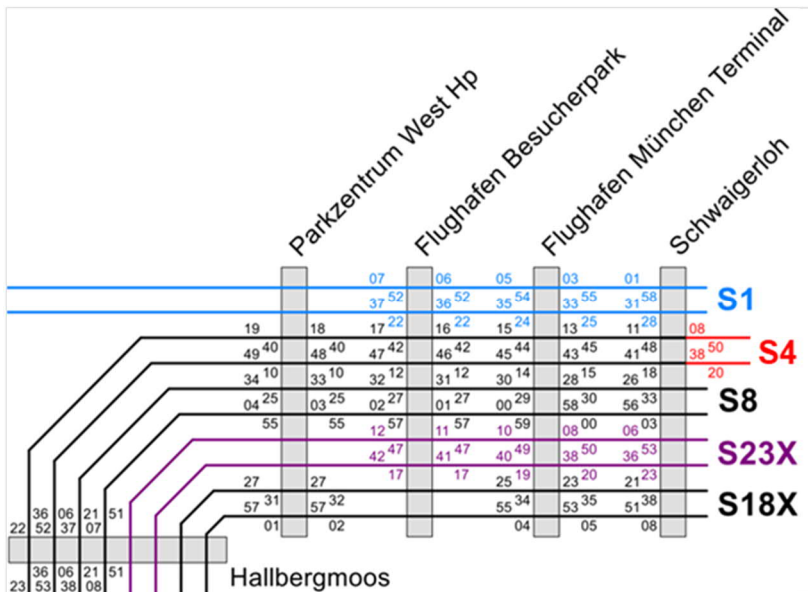 Parkzentrum West Hp
Flughafen Besucherpark
Flughafen München Terminal
Schwaigerloh
07 06 05 03 01
S1
37 52 36 52 35 54 33 55 31 58
22 22 24 25 28
19 18 17 16 15 13 11 08
S4
49 40 48 40 47 42 46 42 45 44 43 45 41 48 38 50
34 10 33 10 32 12 31 12 30 14 28 15 26 18 20
S8
04 25 03 25 02 27 01 27 00 29 58 30 56 33
55 55 12 57 11 57 10 59 08 00 06 03
S23X
42 47 41 47 40 49 38 50 36 53
27 27 17 17 25 19 23 20 21 23
S18X
57 31 57 32 55 34 53 35 51 38
01 02 04 05 08
22 36 52 06 37 21 07 51
Hallbergmoos
23 36 53 06 38 21 08 51